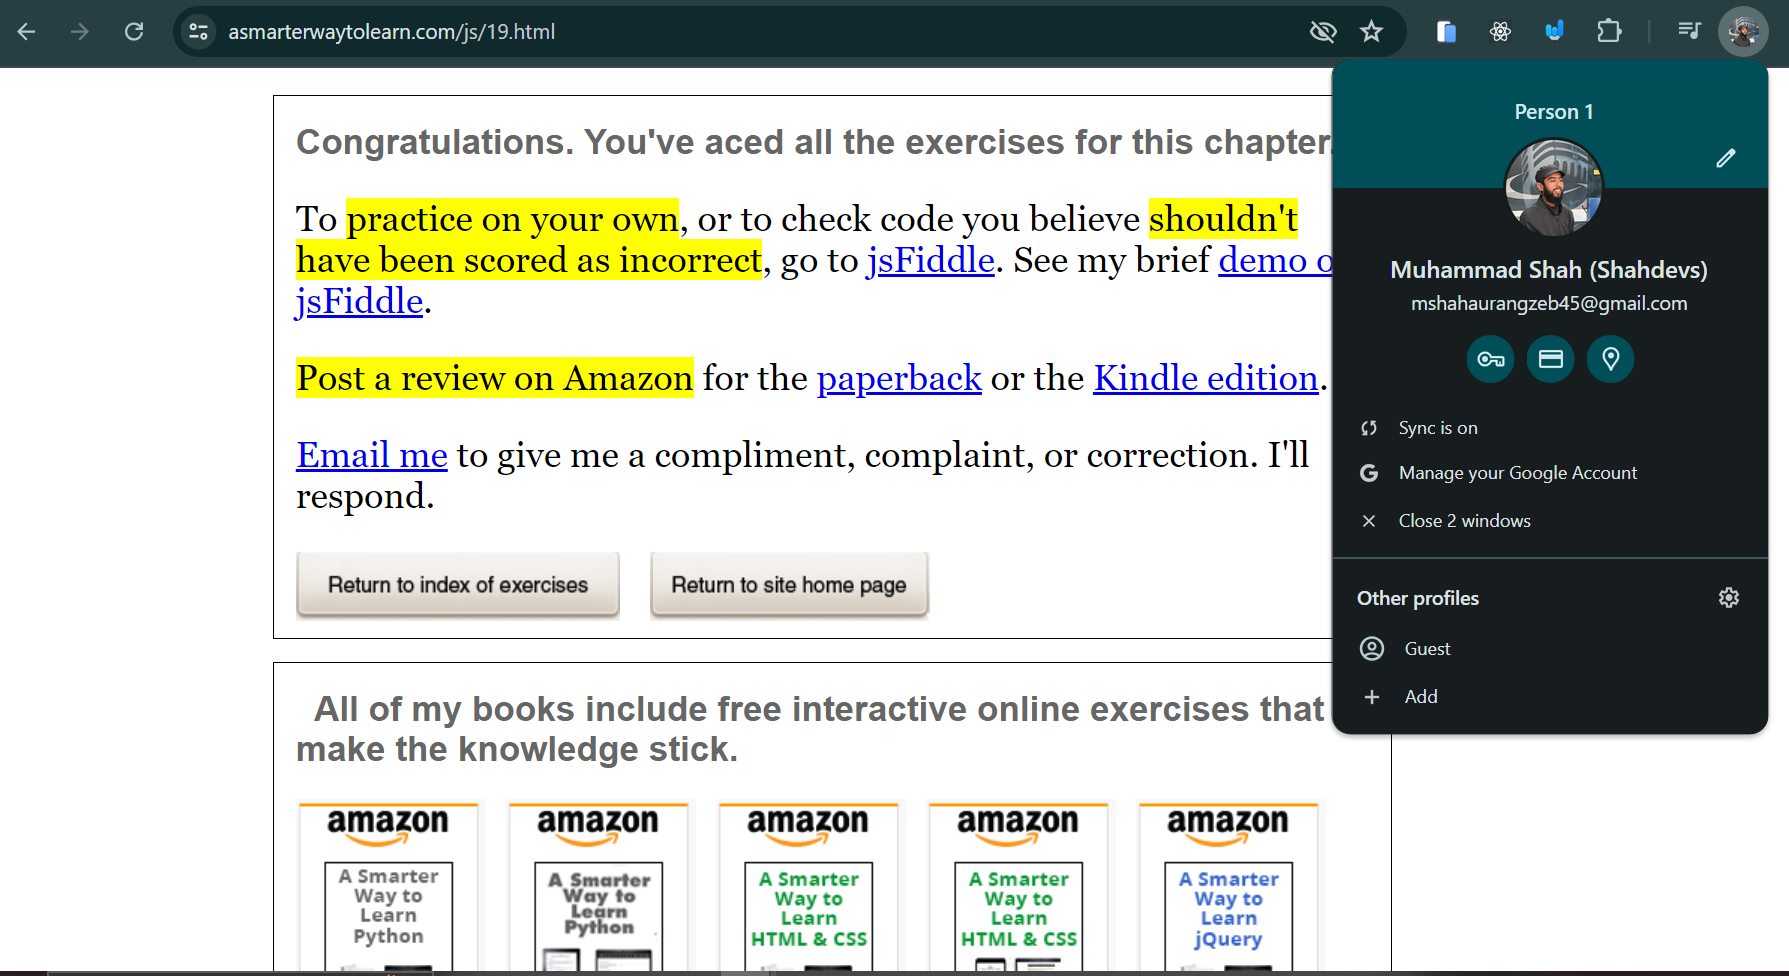 asmarterwaytolearn.com/js/19.html
Congratulations. You've aced all the exercises for this chapter.
To practice on your own, or to check code you believe shouldn't
have been scored as incorrect, go to jsFiddle. See my brief demo o
jsFiddle.
Post a review on Amazon for the paperback or the Kindle edition.
Email me to give me a compliment, complaint, or correction. I'll
respond.
Return to index of exercises
Return to site home page
All of my books include free interactive online exercises that
make the knowledge stick.
amazon
A Smarter
Way to
Learn
Python
amazon
A Smarter
Way to
Learn
Python
amazon
A Smarter
Way to
Learn
HTML & CSS
amazon
A Smarter
Way to
Learn
HTML & CSS
amazon
A Smarter
Way to
Learn
jQuery
Person 1
Muhammad Shah (Shahdevs)
mshahaurangzeb45@gmail.com
Sync is on
Manage your Google Account
Close 2 windows
Other profiles
Guest
Add